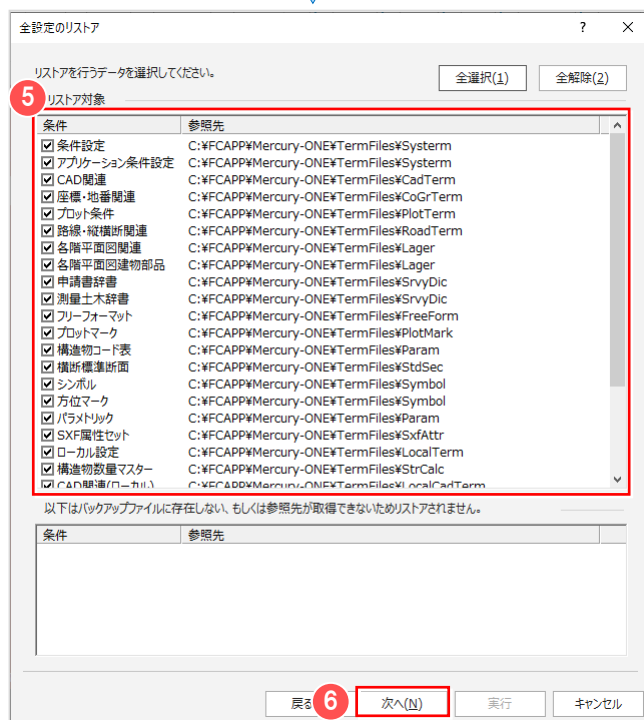 全設定のリストア ? ×
リストアを行うデータを選択してください。
全選択(1) 全解除(2)
5 リストア対象
条件 参照先
条件設定 C:¥FCAPP¥Mercury-ONE¥TermFiles¥Systerm
アプリケーション条件設定 C:¥FCAPP¥Mercury-ONE¥TermFiles¥Systerm
CAD関連 C:¥FCAPP¥Mercury-ONE¥TermFiles¥CadTerm
座標・地番関連 C:¥FCAPP¥Mercury-ONE¥TermFiles¥CoGrTerm
プロット条件 C:¥FCAPP¥Mercury-ONE¥TermFiles¥PlotTerm
路線・縦横断関連 C:¥FCAPP¥Mercury-ONE¥TermFiles¥RoadTerm
各階平面図関連 C:¥FCAPP¥Mercury-ONE¥TermFiles¥Lager
各階平面図建物部品 C:¥FCAPP¥Mercury-ONE¥TermFiles¥Lager
申請書辞書 C:¥FCAPP¥Mercury-ONE¥TermFiles¥SrvyDic
測量土木辞書 C:¥FCAPP¥Mercury-ONE¥TermFiles¥SrvyDic
フリーフォーマット C:¥FCAPP¥Mercury-ONE¥TermFiles¥FreeForm
プロットマーク C:¥FCAPP¥Mercury-ONE¥TermFiles¥PlotMark
構造物コード表 C:¥FCAPP¥Mercury-ONE¥TermFiles¥Param
横断標準断面 C:¥FCAPP¥Mercury-ONE¥TermFiles¥StdSec
シンボル C:¥FCAPP¥Mercury-ONE¥TermFiles¥Symbol
方位マーク C:¥FCAPP¥Mercury-ONE¥TermFiles¥Symbol
パラメトリック C:¥FCAPP¥Mercury-ONE¥TermFiles¥Param
SXF属性セット C:¥FCAPP¥Mercury-ONE¥TermFiles¥SxfAttr
ローカル設定 C:¥FCAPP¥Mercury-ONE¥TermFiles¥LocalTerm
構造物数量マスター C:¥FCAPP¥Mercury-ONE¥TermFiles¥StrCalc
CAD関連(ローカル) C:¥FCAPP¥Mercury-ONE¥TermFiles¥LocalCadTerm
以下はバックアップファイルに存在しない、もしくは参照先が取得できないためリストアされません。
条件 参照先
戻る 6 次へ(N) 実行 キャンセル